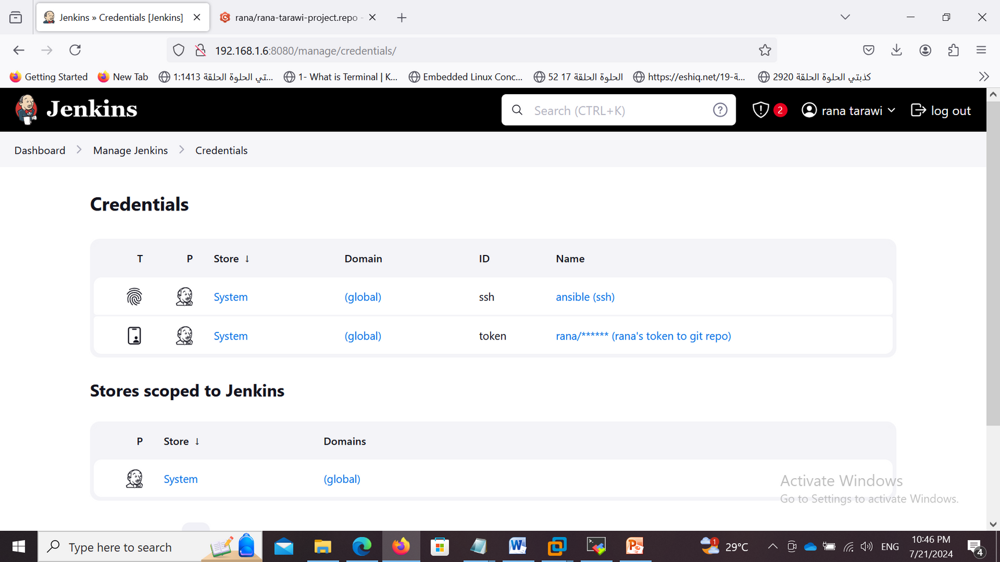 Jenkins » Credentials [Jenkins]
rana/rana-tarawi-project.repo -
192.168.1.6:8080/manage/credentials/
Getting Started
New Tab
1:1413 تي الحلوة الحلقة...
1- What is Terminal | K...
Embedded Linux Conc...
52 17 الحلوة الحلقة
https://eshiq.net/19-ة...
كذبتي الحلوة الحلقة 2920
Jenkins
Search (CTRL+K)
2
rana tarawi
log out
Dashboard
Manage Jenkins
Credentials
Credentials
T P Store ↓ Domain ID Name
System (global) ssh ansible (ssh)
System (global) token rana/****** (rana's token to git repo)
Stores scoped to Jenkins
P Store ↓ Domains
System (global)
Activate Windows
Go to Settings to activate Windows.
Type here to search
1
29°C
ENG
10:46 PM
7/21/2024
4